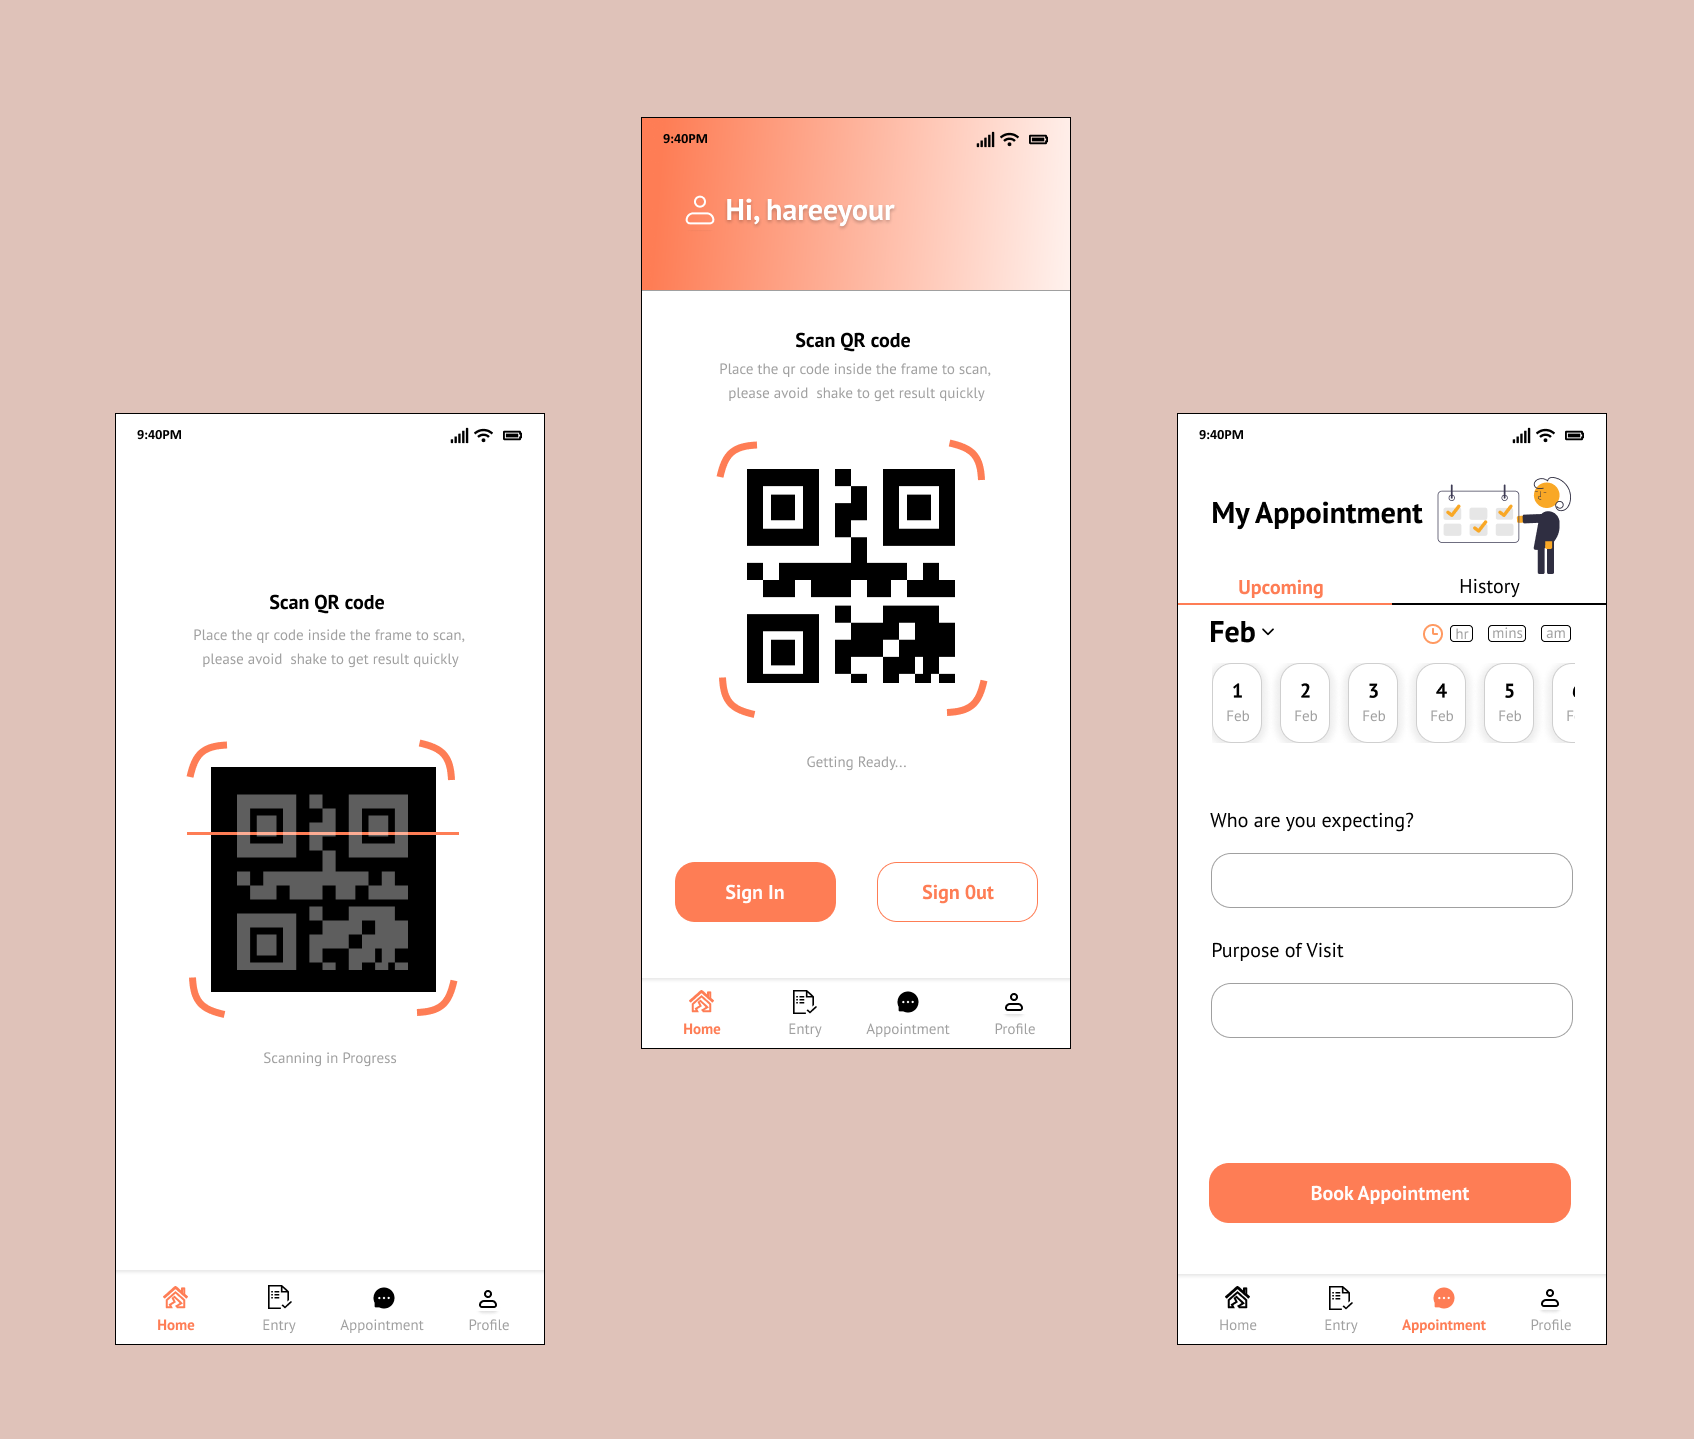 9:40PM
Scan QR code
Place the qr code inside the frame to scan,
please avoid  shake to get result quickly
Scanning in Progress
Home
Entry
Appointment
Profile
9:40PM
Hi, hareeyour
Scan QR code
Place the qr code inside the frame to scan,
please avoid  shake to get result quickly
Getting Ready...
Sign In
Sign Out
Home
Entry
Appointment
Profile
9:40PM
My Appointment
Upcoming
History
Feb
hr
mins
am
1
2
3
4
5
Feb
Feb
Feb
Feb
Feb
Who are you expecting?
Purpose of Visit
Book Appointment
Home
Entry
Appointment
Profile